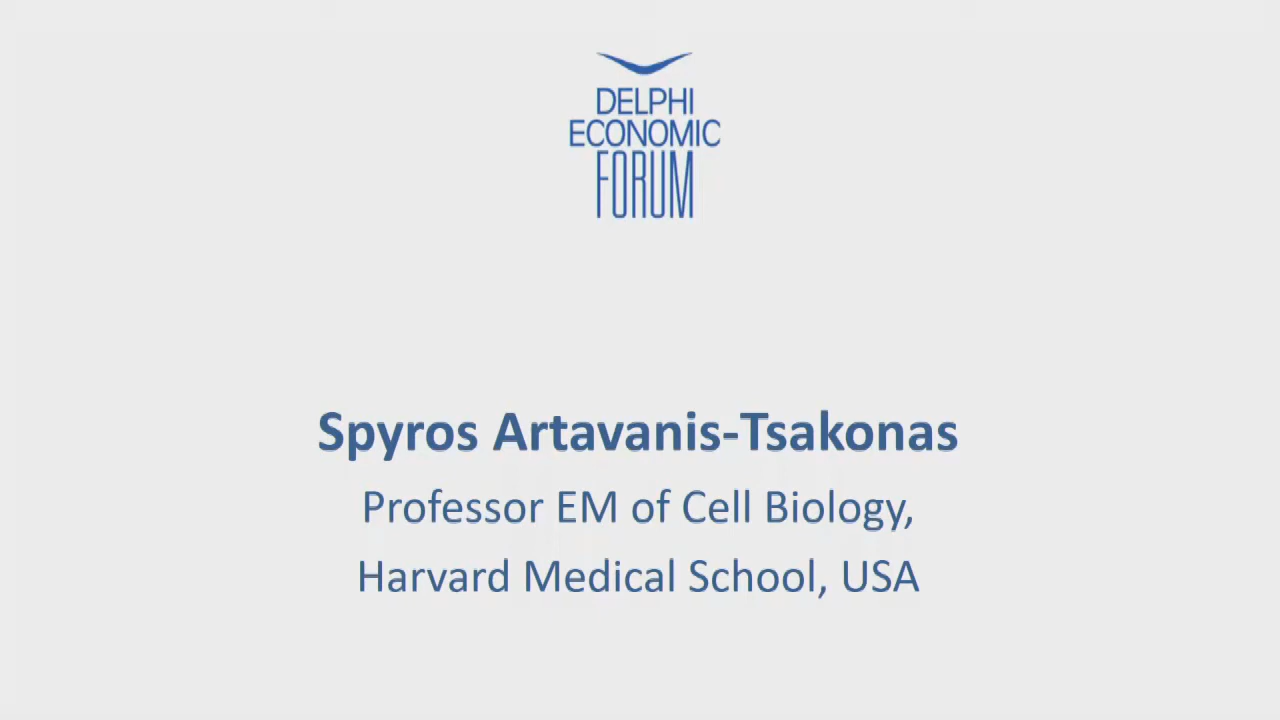 DELPHI
ECONOMIC
FORUM
Spyros Artavanis-Tsakonas
Professor EM of Cell Biology,
Harvard Medical School, USA